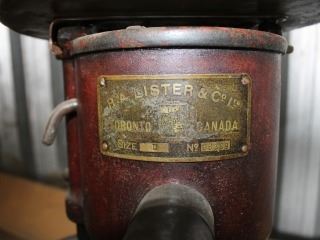 R.A. LISTER & Co. Ltd
TORONTO CANADA
SIZE No